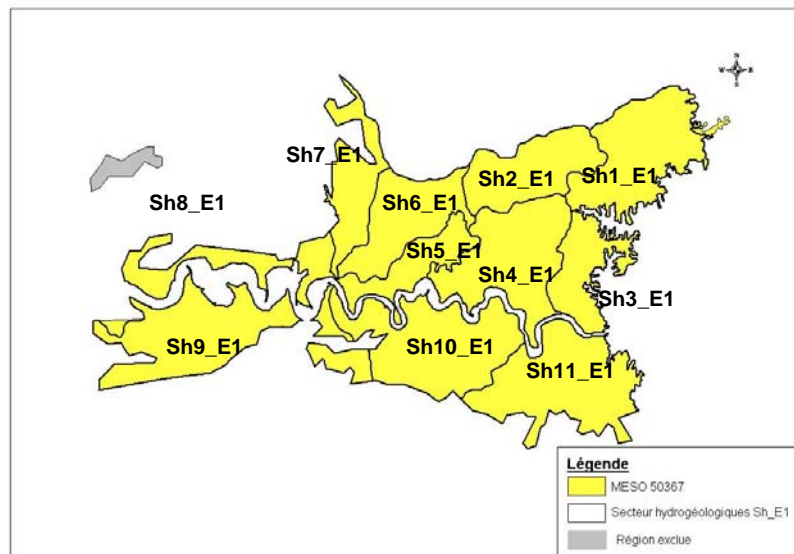 N
W E
S
Sh7_E1
Sh2_E1
Sh1_E1
Sh8_E1
Sh6_E1
Sh5_E1
Sh4_E1
Sh3_E1
Sh9_E1
Sh10_E1
Sh11_E1
Légende
MESO 50367
Secteur hydrogéologiques Sh_E1
Région exclue